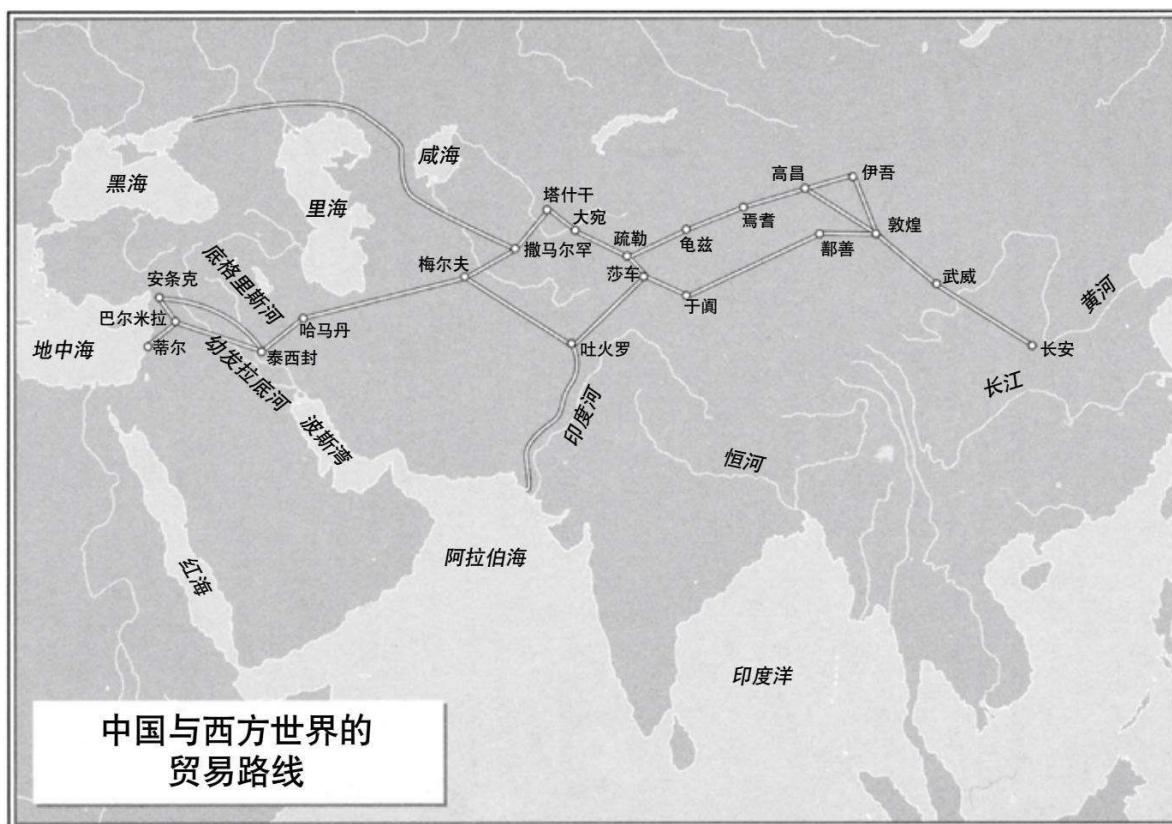 咸海
黑海
里海
塔什干
大宛
高昌
伊吾
焉耆
敦煌
疏勒
龟兹
鄯善
撒马尔罕
梅尔夫
莎车
于阗
武威
黄河
底格里斯河
安条克
巴尔米拉
哈马丹
地中海
蒂尔
幼发拉底河
泰西封
吐火罗
长安
长江
波斯湾
印度河
恒河
红海
阿拉伯海
印度洋
中国与西方世界的
贸易路线